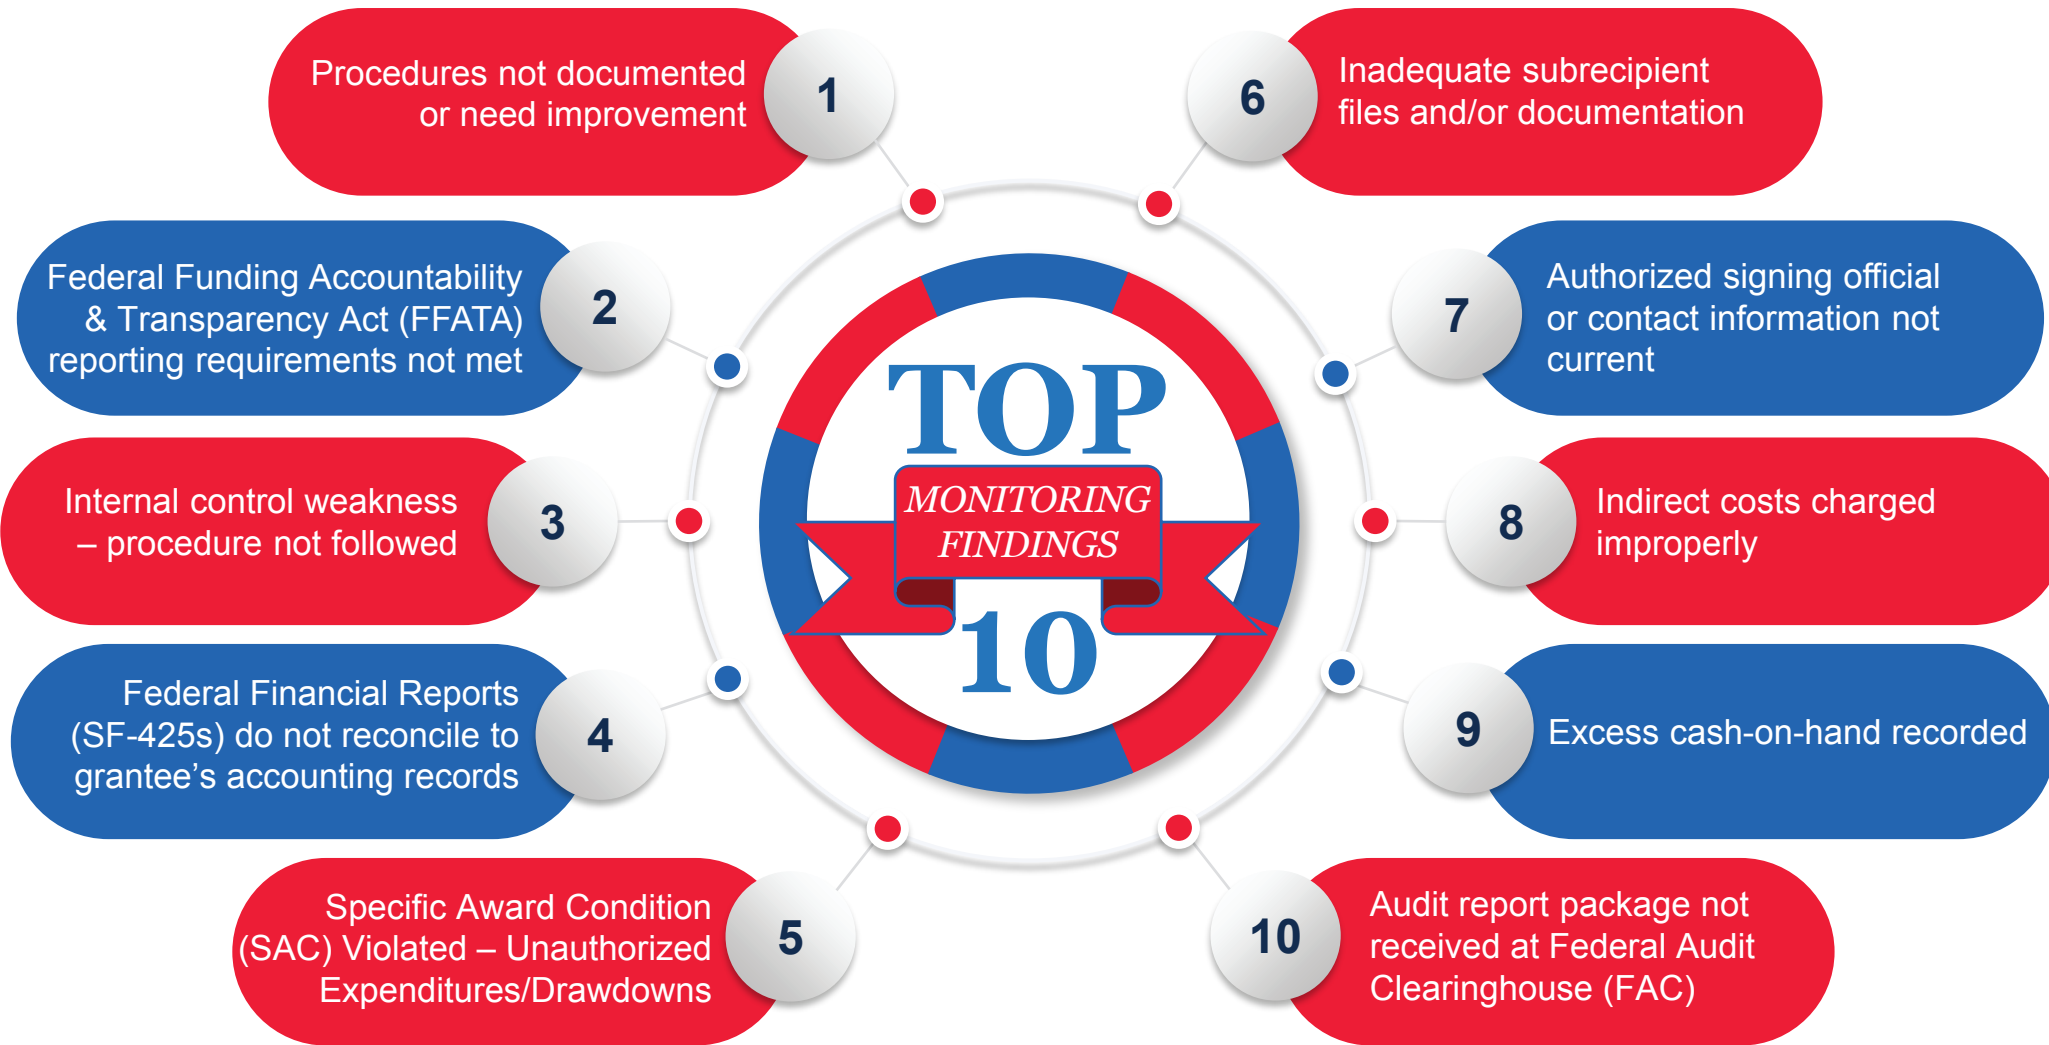 TOP
MONITORING
FINDINGS
10
1
Procedures not documented
or need improvement
2
Federal Funding Accountability
& Transparency Act (FFATA)
reporting requirements not met
3
Internal control weakness
– procedure not followed
4
Federal Financial Reports
(SF-425s) do not reconcile to
grantee’s accounting records
5
Specific Award Condition
(SAC) Violated – Unauthorized
Expenditures/Drawdowns
6
Inadequate subrecipient
files and/or documentation
7
Authorized signing official
or contact information not
current
8
Indirect costs charged
improperly
9
Excess cash-on-hand recorded
10
Audit report package not
received at Federal Audit
Clearinghouse (FAC)